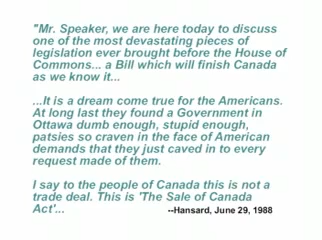 "Mr. Speaker, we are here today to discuss
one of the most devastating pieces of
legislation ever brought before the House of
Commons... a Bill which will finish Canada
as we know it...
...It is a dream come true for the Americans.
At long last they found a Government in
Ottawa dumb enough, stupid enough,
patsies so craven in the face of American
demands that they just caved in to every
request made of them.
I say to the people of Canada this is not a
trade deal. This is 'The Sale of Canada
Act'... --Hansard, June 29, 1988